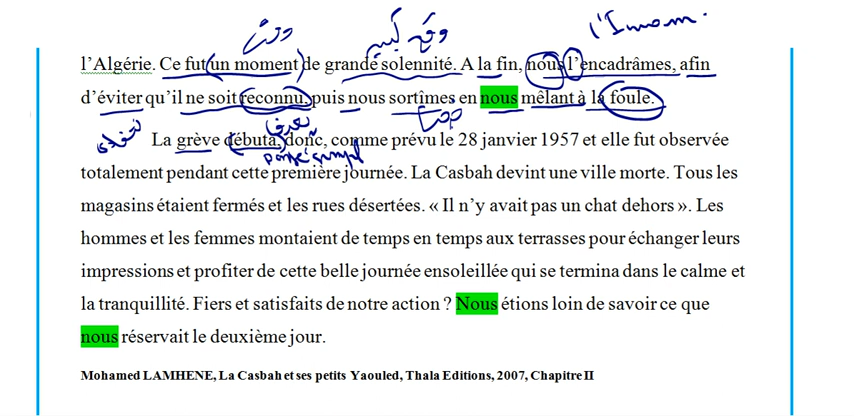 l'Imam.
وقع كبير
وقت
l'Algérie. Ce fut un moment de grande solennité. A la fin, nous l'encadrâmes, afin
d'éviter qu'il ne soit reconnu, puis nous sortîmes en nous mêlant à la foule.
La grève débuta, donc, comme prévu le 28 janvier 1957 et elle fut observée
totalement pendant cette première journée. La Casbah devint une ville morte. Tous les
magasins étaient fermés et les rues désertées. « Il n'y avait pas un chat dehors ». Les
hommes et les femmes montaient de temps en temps aux terrasses pour échanger leurs
impressions et profiter de cette belle journée ensoleillée qui se termina dans le calme et
la tranquillité. Fiers et satisfaits de notre action ? Nous étions loin de savoir ce que
nous réservait le deuxième jour.
Mohamed LAMHENE, La Casbah et ses petits Yaouled, Thala Editions, 2007, Chapitre II